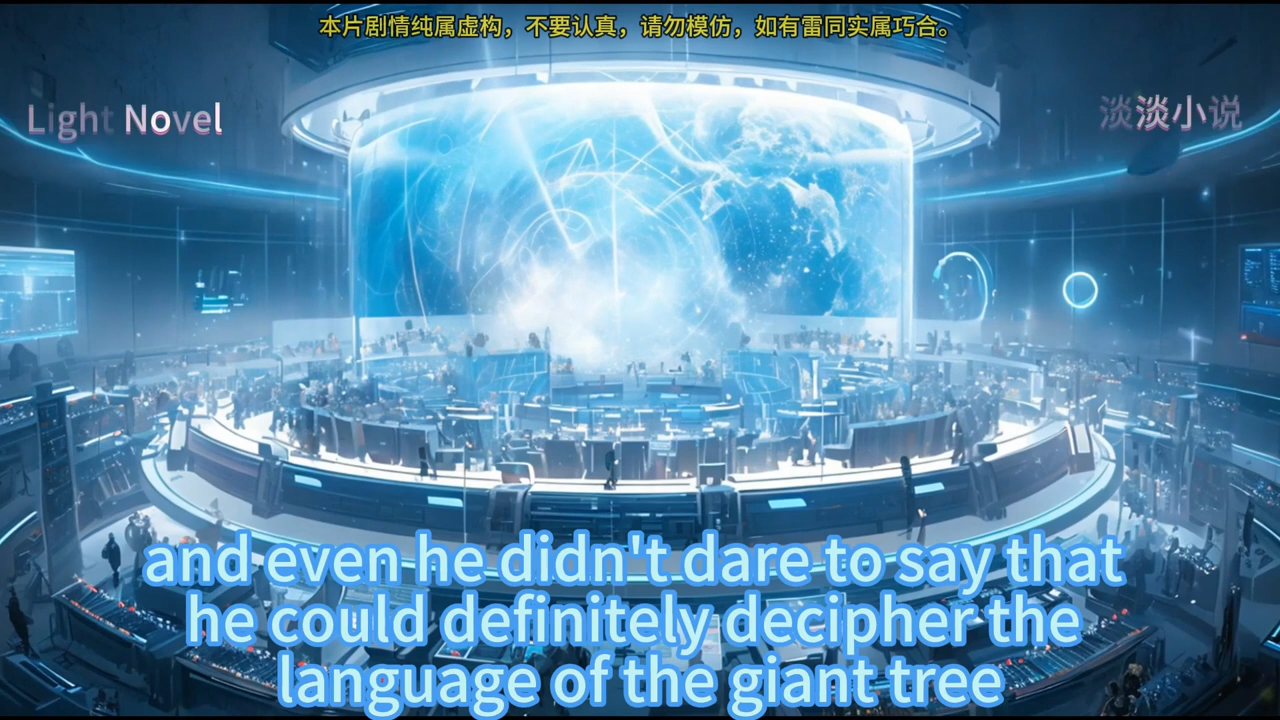 本片剧情纯属虚构，不要认真，请勿模仿，如有雷同实属巧合。
Light Novel
淡淡小说
and even he didn't dare to say that
he could definitely decipher the
language of the giant tree